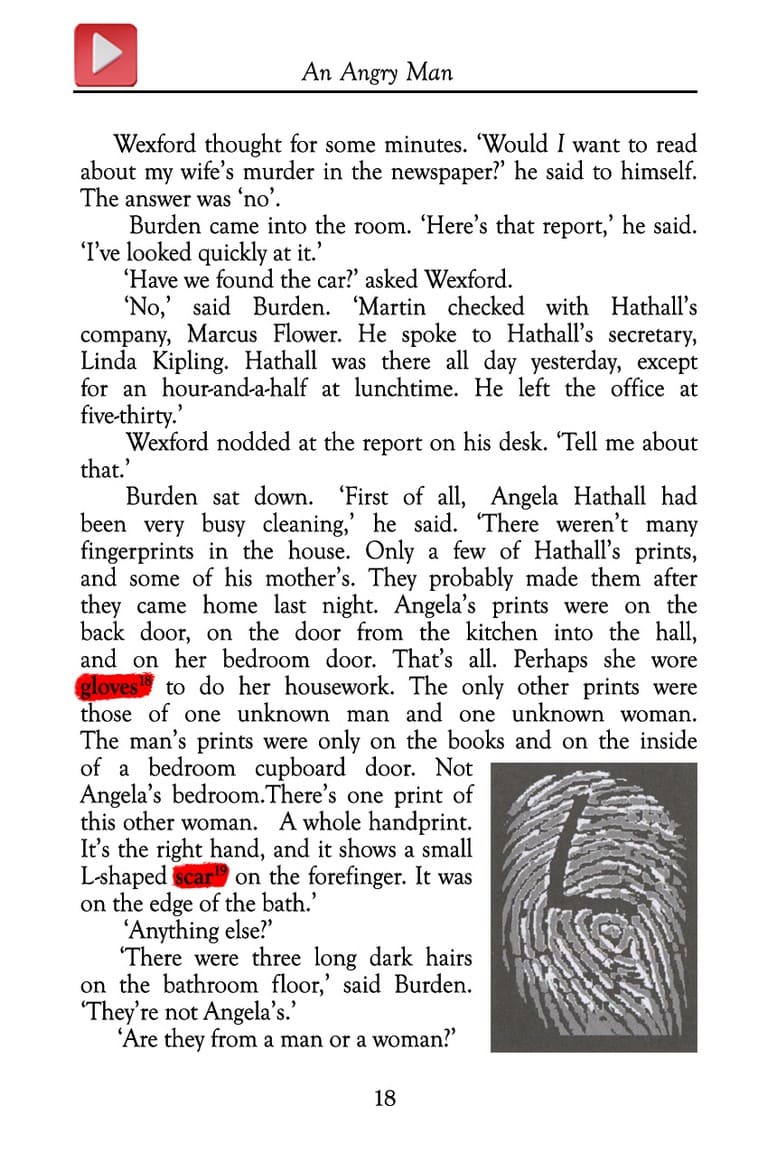 An Angry Man
Wexford thought for some minutes. ‘Would I want to read
about my wife’s murder in the newspaper?’ he said to himself.
The answer was ‘no’.
Burden came into the room. ‘Here’s that report,’ he said.
‘I’ve looked quickly at it.’
‘Have we found the car?’ asked Wexford.
‘No,’ said Burden. ‘Martin checked with Hathall’s
company, Marcus Flower. He spoke to Hathall’s secretary,
Linda Kipling. Hathall was there all day yesterday, except
for an hour-and-a-half at lunchtime. He left the office at
five-thirty.’
Wexford nodded at the report on his desk. ‘Tell me about
that.’
Burden sat down. ‘First of all, Angela Hathall had
been very busy cleaning,’ he said. ‘There weren’t many
fingerprints in the house. Only a few of Hathall’s prints,
and some of his mother’s. They probably made them after
they came home last night. Angela’s prints were on the
back door, on the door from the kitchen into the hall,
and on her bedroom door. That’s all. Perhaps she wore
gloves18 to do her housework. The only other prints were
those of one unknown man and one unknown woman.
The man’s prints were only on the books and on the inside
of a bedroom cupboard door. Not
Angela’s bedroom.There’s one print of
this other woman. A whole handprint.
It’s the right hand, and it shows a small
L-shaped scar19 on the forefinger. It was
on the edge of the bath.’
‘Anything else?’
‘There were three long dark hairs
on the bathroom floor,’ said Burden.
‘They’re not Angela’s.’
‘Are they from a man or a woman?’
18